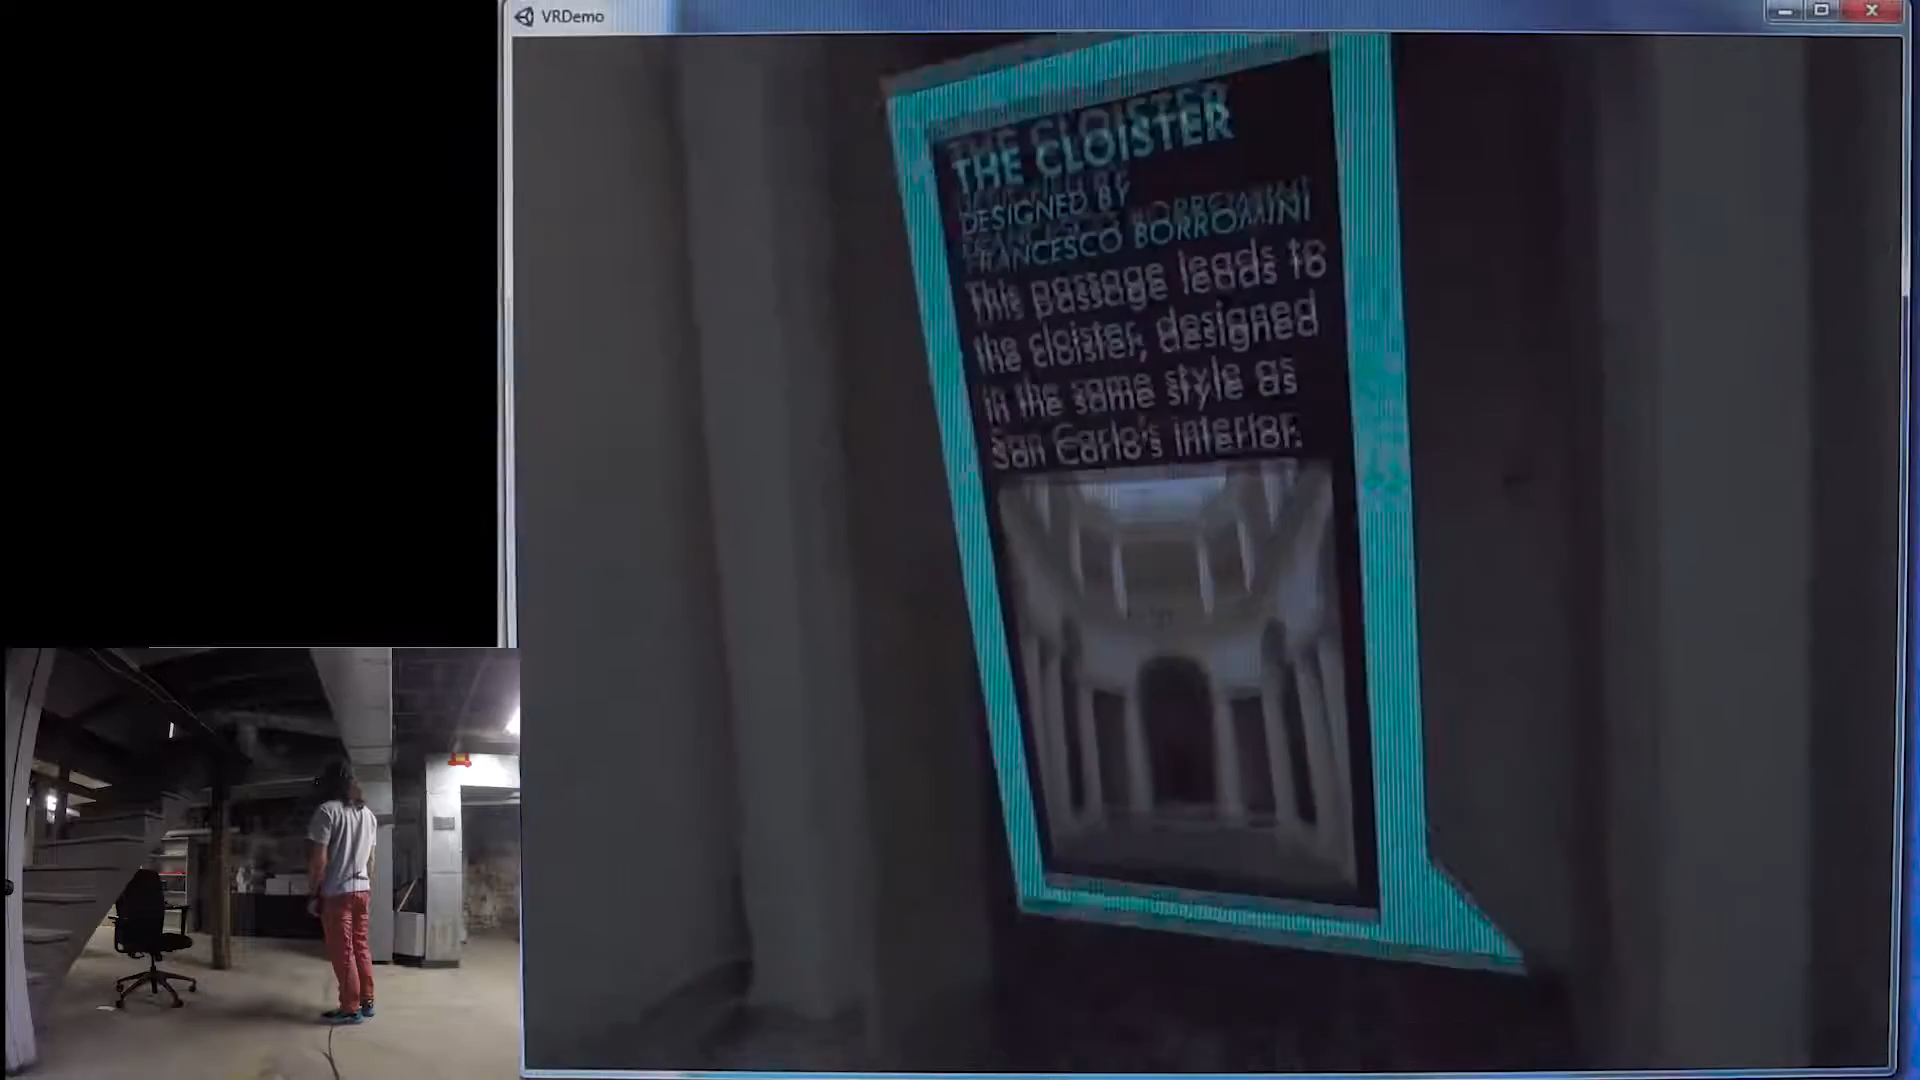 VRDemo
THE CLOISTER
DESIGNED BY
FRANCESCO BORROMINI
This passage leads to
the cloister, designed
in the same style as
San Carlo's interior.